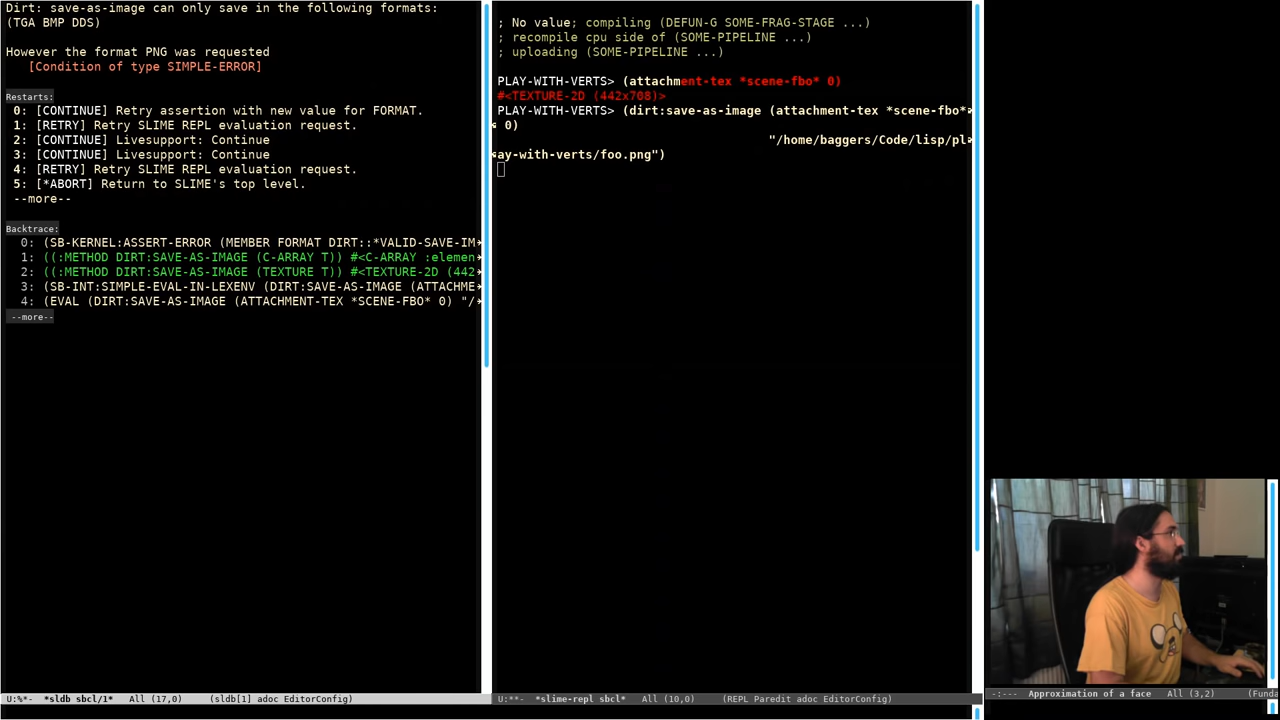 Dirt: save-as-image can only save in the following formats:
(TGA BMP DDS)
However the format PNG was requested
[Condition of type SIMPLE-ERROR]
Restarts:
0: [CONTINUE] Retry assertion with new value for FORMAT.
1: [RETRY] Retry SLIME REPL evaluation request.
2: [CONTINUE] Livesupport: Continue
3: [CONTINUE] Livesupport: Continue
4: [RETRY] Retry SLIME REPL evaluation request.
5: [*ABORT] Return to SLIME's top level.
--more--
Backtrace:
0: (SB-KERNEL:ASSERT-ERROR (MEMBER FORMAT DIRT::*VALID-SAVE-IM
1: ((:METHOD DIRT:SAVE-AS-IMAGE (C-ARRAY T)) #<C-ARRAY :elemen
2: ((:METHOD DIRT:SAVE-AS-IMAGE (TEXTURE T)) #<TEXTURE-2D (442
3: (SB-INT:SIMPLE-EVAL-IN-LEXENV (DIRT:SAVE-AS-IMAGE (ATTACHME
4: (EVAL (DIRT:SAVE-AS-IMAGE (ATTACHMENT-TEX *SCENE-FBO* 0) "/
--more--
U:%*- *sldb sbcl/1* All (17,0) (sldb[1] adoc EditorConfig)
; No value; compiling (DEFUN-G SOME-FRAG-STAGE ...)
; recompile cpu side of (SOME-PIPELINE ...)
; uploading (SOME-PIPELINE ...)
PLAY-WITH-VERTS> (attachment-tex *scene-fbo* 0)
#<TEXTURE-2D (442x708)>
PLAY-WITH-VERTS> (dirt:save-as-image (attachment-tex *scene-fbo*
0)
"/home/baggers/Code/lisp/pl
ay-with-verts/foo.png")
U:**- *slime-repl sbcl* All (10,0) (REPL Paredit adoc EditorConfig)
-:--- Approximation of a face All (3,2) (Funda